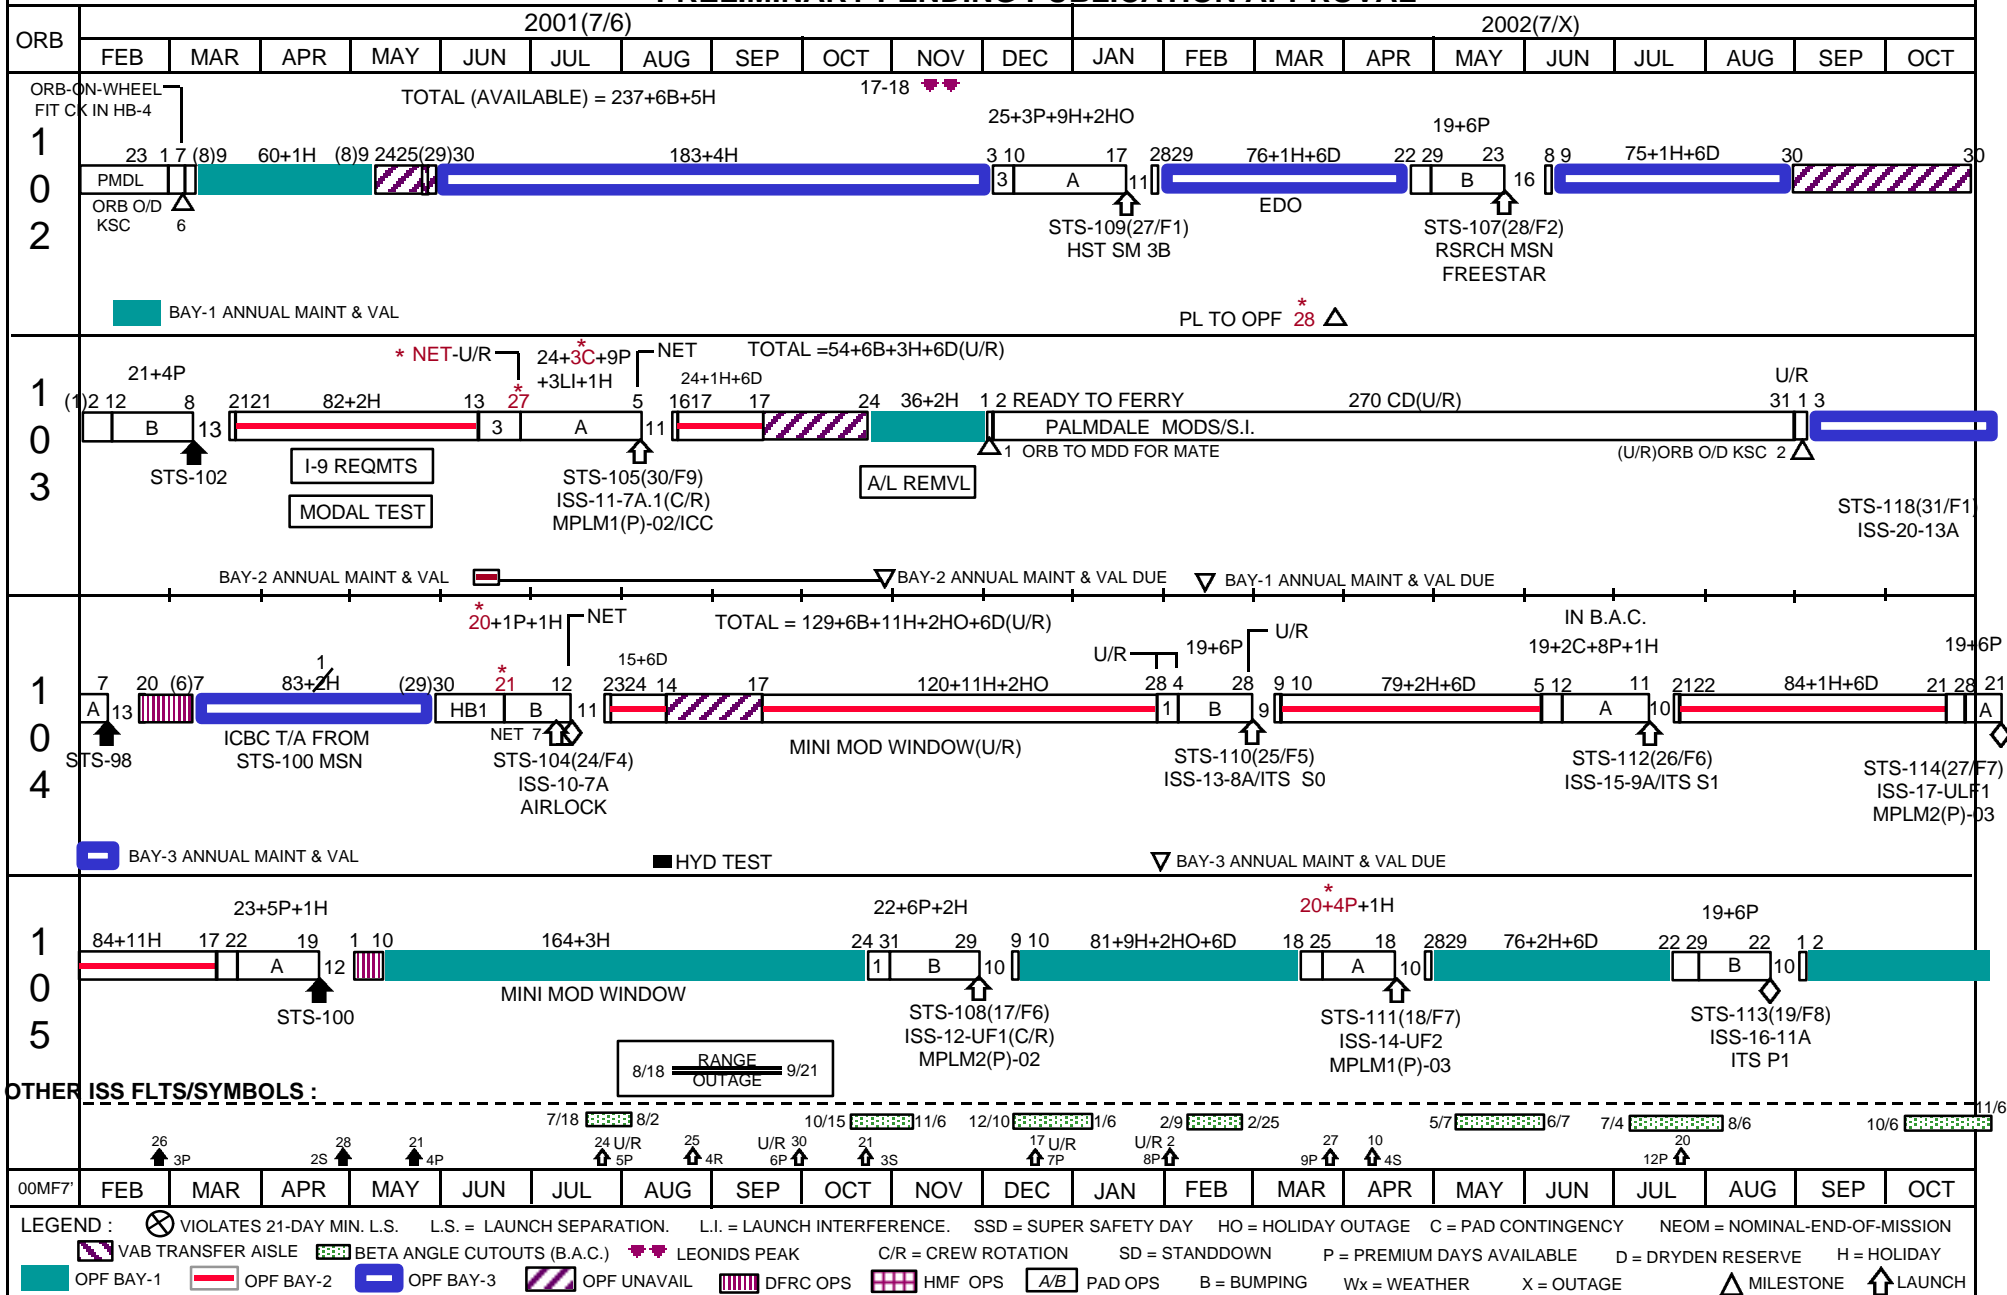 PRELIMINARY PENDING PUBLICATION APPROVAL
ORB 2001(7/6) 2002(7/X)
FEB MAR APR MAY JUN JUL AUG SEP OCT NOV DEC JAN FEB MAR APR MAY JUN JUL AUG SEP OCT
ORB-ON-WHEEL
FIT CK IN HB-4
TOTAL (AVAILABLE) = 237+6B+5H
17-18
25+3P+9H+2HO
19+6P
102
23 1 7 (8)9 60+1H (8)9 2425(29)30 183+4H 3 10 17 2829 76+1H+6D 22 29 23 8 9 75+1H+6D 30 30
PMDL 3 A 11 B 16
ORB O/D
KSC 6
EDO
STS-109(27/F1)
HST SM 3B
STS-107(28/F2)
RSRCH MSN
FREESTAR
BAY-1 ANNUAL MAINT & VAL
PL TO OPF * 28
* NET-U/R
24+3C+9P
*
+3LI+1H
NET
TOTAL =54+6B+3H+6D(U/R)
21+4P
24+1H+6D
U/R
103
(1)2 12 8 2121 82+2H 13 * 27 5 1617 17 24 36+2H 1 2 READY TO FERRY 270 CD(U/R) 31 1 3
B 13 3 A 11 PALMDALE MODS/S.I.
1 ORB TO MDD FOR MATE
(U/R)ORB O/D KSC 2
STS-102
I-9 REQMTS
MODAL TEST
STS-105(30/F9)
ISS-11-7A.1(C/R)
MPLM1(P)-02/ICC
A/L REMVL
STS-118(31/F1)
ISS-20-13A
BAY-2 ANNUAL MAINT & VAL
BAY-2 ANNUAL MAINT & VAL DUE
BAY-1 ANNUAL MAINT & VAL DUE
*
20+1P+1H
NET
TOTAL = 129+6B+11H+2HO+6D(U/R)
U/R
19+6P
U/R
IN B.A.C.
19+2C+8P+1H
19+6P
15+6D
104
7 20 (6)7 83+2H 1 (29)30 * 21 12 2324 14 17 120+11H+2HO 28 4 28 9 10 79+2H+6D 5 12 11 2122 84+1H+6D 21 28 21
A 13 HB1 B 11 1 B 9 A 10 A
NET 7
STS-98
ICBC T/A FROM
STS-100 MSN
STS-104(24/F4)
ISS-10-7A
AIRLOCK
MINI MOD WINDOW(U/R)
STS-110(25/F5)
ISS-13-8A/ITS S0
STS-112(26/F6)
ISS-15-9A/ITS S1
STS-114(27/F7)
ISS-17-ULF1
MPLM2(P)-03
BAY-3 ANNUAL MAINT & VAL
HYD TEST
BAY-3 ANNUAL MAINT & VAL DUE
23+5P+1H
22+6P+2H
*
20+4P+1H
19+6P
105
84+11H 17 22 19 1 10 164+3H 24 31 29 9 10 81+9H+2HO+6D 18 25 18 2829 76+2H+6D 22 29 22 1 2
A 12 1 B 10 A 10 B 10
MINI MOD WINDOW
STS-100
STS-108(17/F6)
ISS-12-UF1(C/R)
MPLM2(P)-02
STS-111(18/F7)
ISS-14-UF2
MPLM1(P)-03
STS-113(19/F8)
ISS-16-11A
ITS P1
8/18 RANGE OUTAGE 9/21
OTHER ISS FLTS/SYMBOLS :
7/18 8/2 10/15 11/6 12/10 1/6 2/9 2/25 5/7 6/7 7/4 8/6 10/6 11/6
26 28 21 24 U/R 25 U/R 30 21 17 U/R U/R 2 27 10 20
3P 2S 4P 5P 4R 6P 3S 7P 8P 9P 4S 12P
00MF7' FEB MAR APR MAY JUN JUL AUG SEP OCT NOV DEC JAN FEB MAR APR MAY JUN JUL AUG SEP OCT
LEGEND : VIOLATES 21-DAY MIN. L.S. L.S. = LAUNCH SEPARATION. L.I. = LAUNCH INTERFERENCE. SSD = SUPER SAFETY DAY HO = HOLIDAY OUTAGE C = PAD CONTINGENCY NEOM = NOMINAL-END-OF-MISSION
VAB TRANSFER AISLE BETA ANGLE CUTOUTS (B.A.C.) LEONIDS PEAK C/R = CREW ROTATION SD = STANDDOWN P = PREMIUM DAYS AVAILABLE D = DRYDEN RESERVE H = HOLIDAY
OPF BAY-1 OPF BAY-2 OPF BAY-3 OPF UNAVAIL DFRC OPS HMF OPS A/B PAD OPS B = BUMPING Wx = WEATHER X = OUTAGE MILESTONE LAUNCH